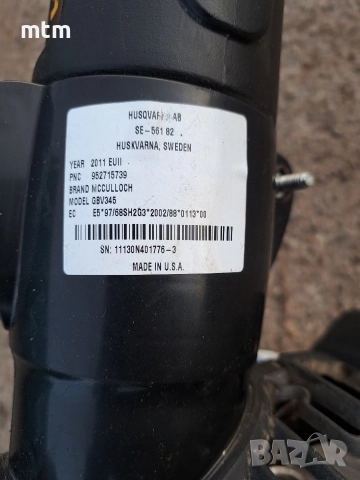 mtm
HUSQVARNA AB
SE-561 82
HUSKVARNA, SWEDEN
YEAR 2011 EUII
PNC 952715739
BRAND MCCULLOCH
MODEL GBV345
EC E5*97/68SH2G3*2002/88*0113*00
SN: 11130N401776-3
MADE IN U.S.A.
BAZAR